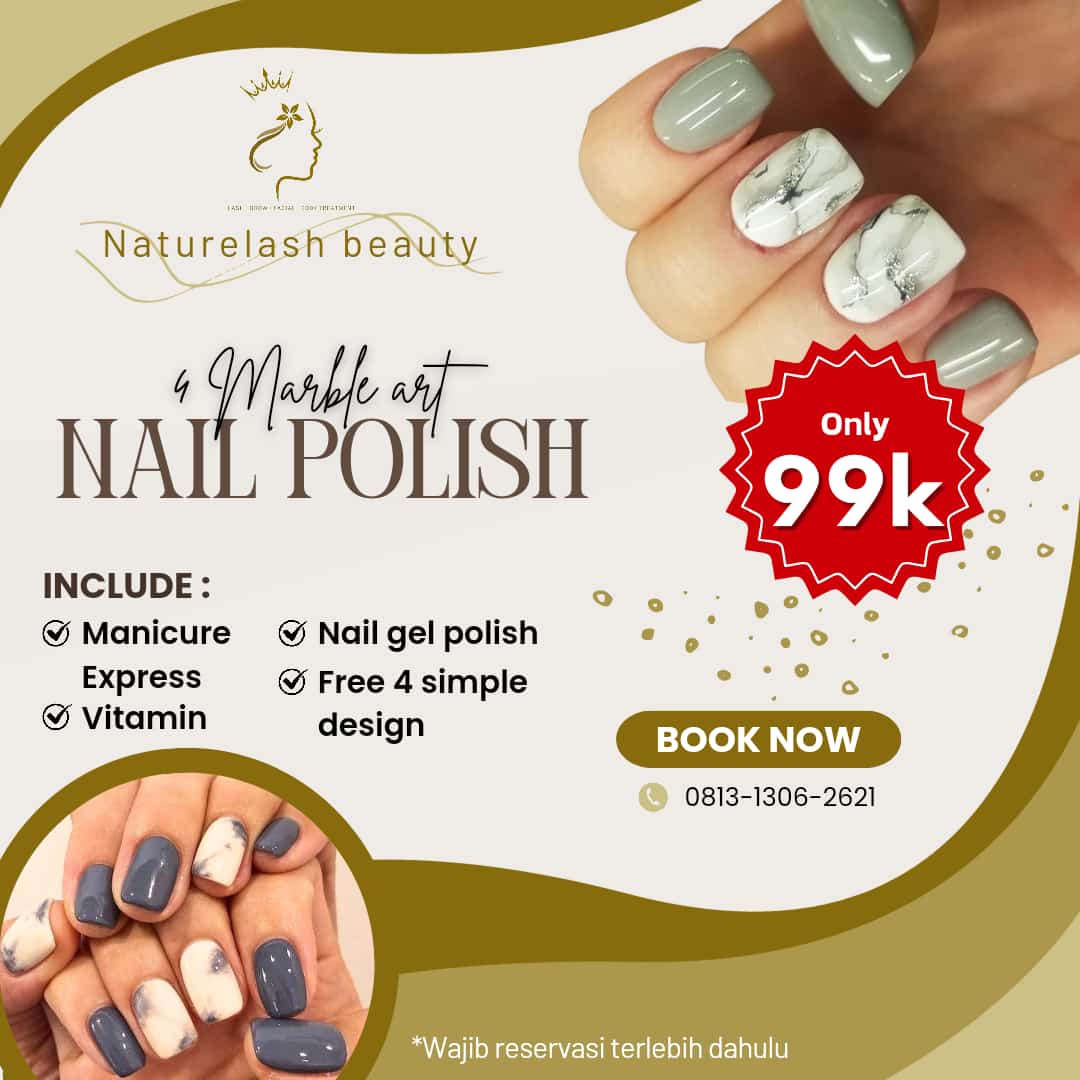 Naturelash beauty
4 Marble art
NAIL POLISH
Only
99k
INCLUDE :
Manicure
Express
Vitamin
Nail gel polish
Free 4 simple
design
BOOK NOW
0813-1306-2621
*Wajib reservasi terlebih dahulu